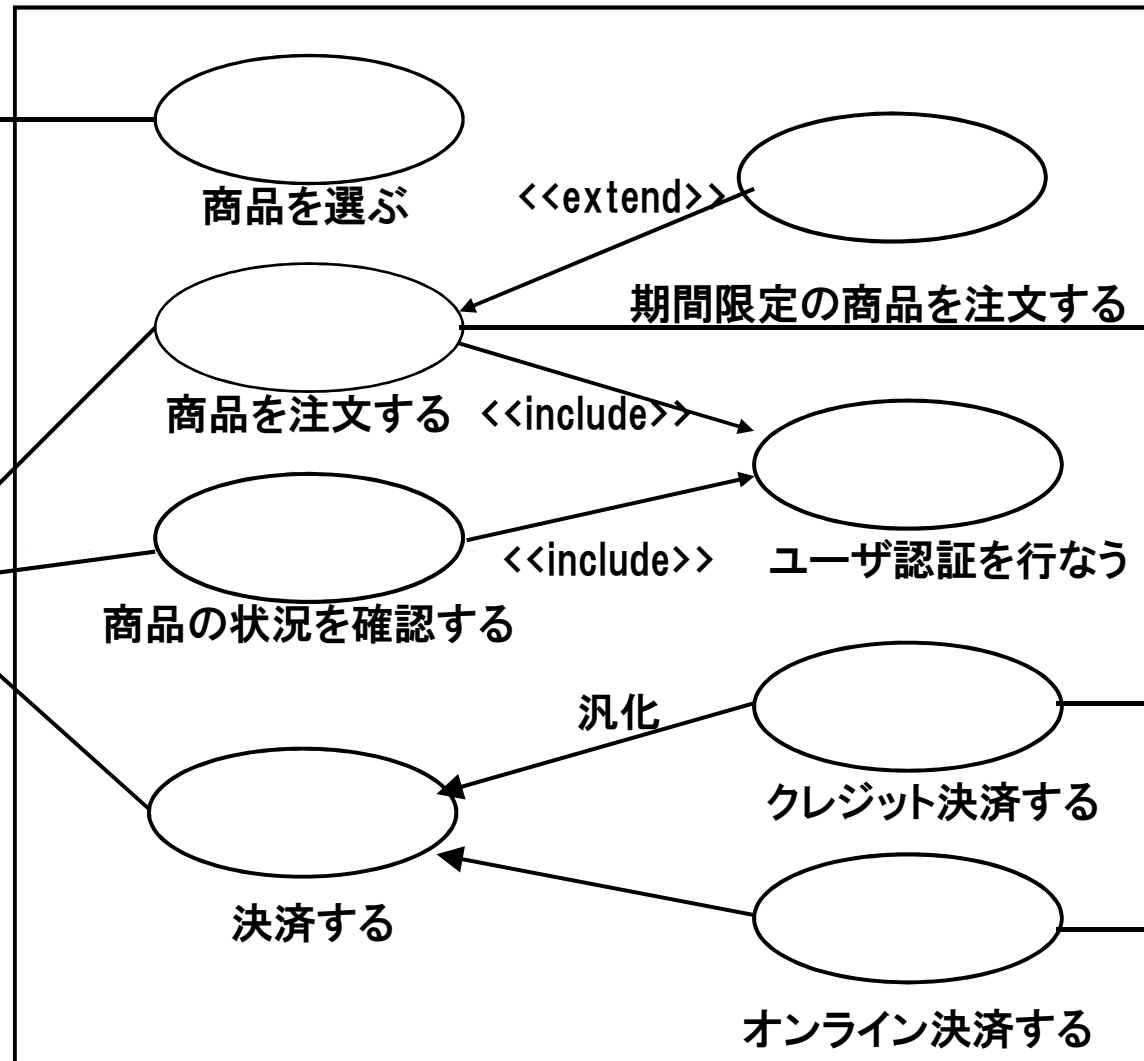 商品を選ぶ
<<extend>>
期間限定の商品を注文する
商品を注文する
<<include>>
ユーザ認証を行なう
<<include>>
商品の状況を確認する
汎化
クレジット決済する
決済する
オンライン決済する